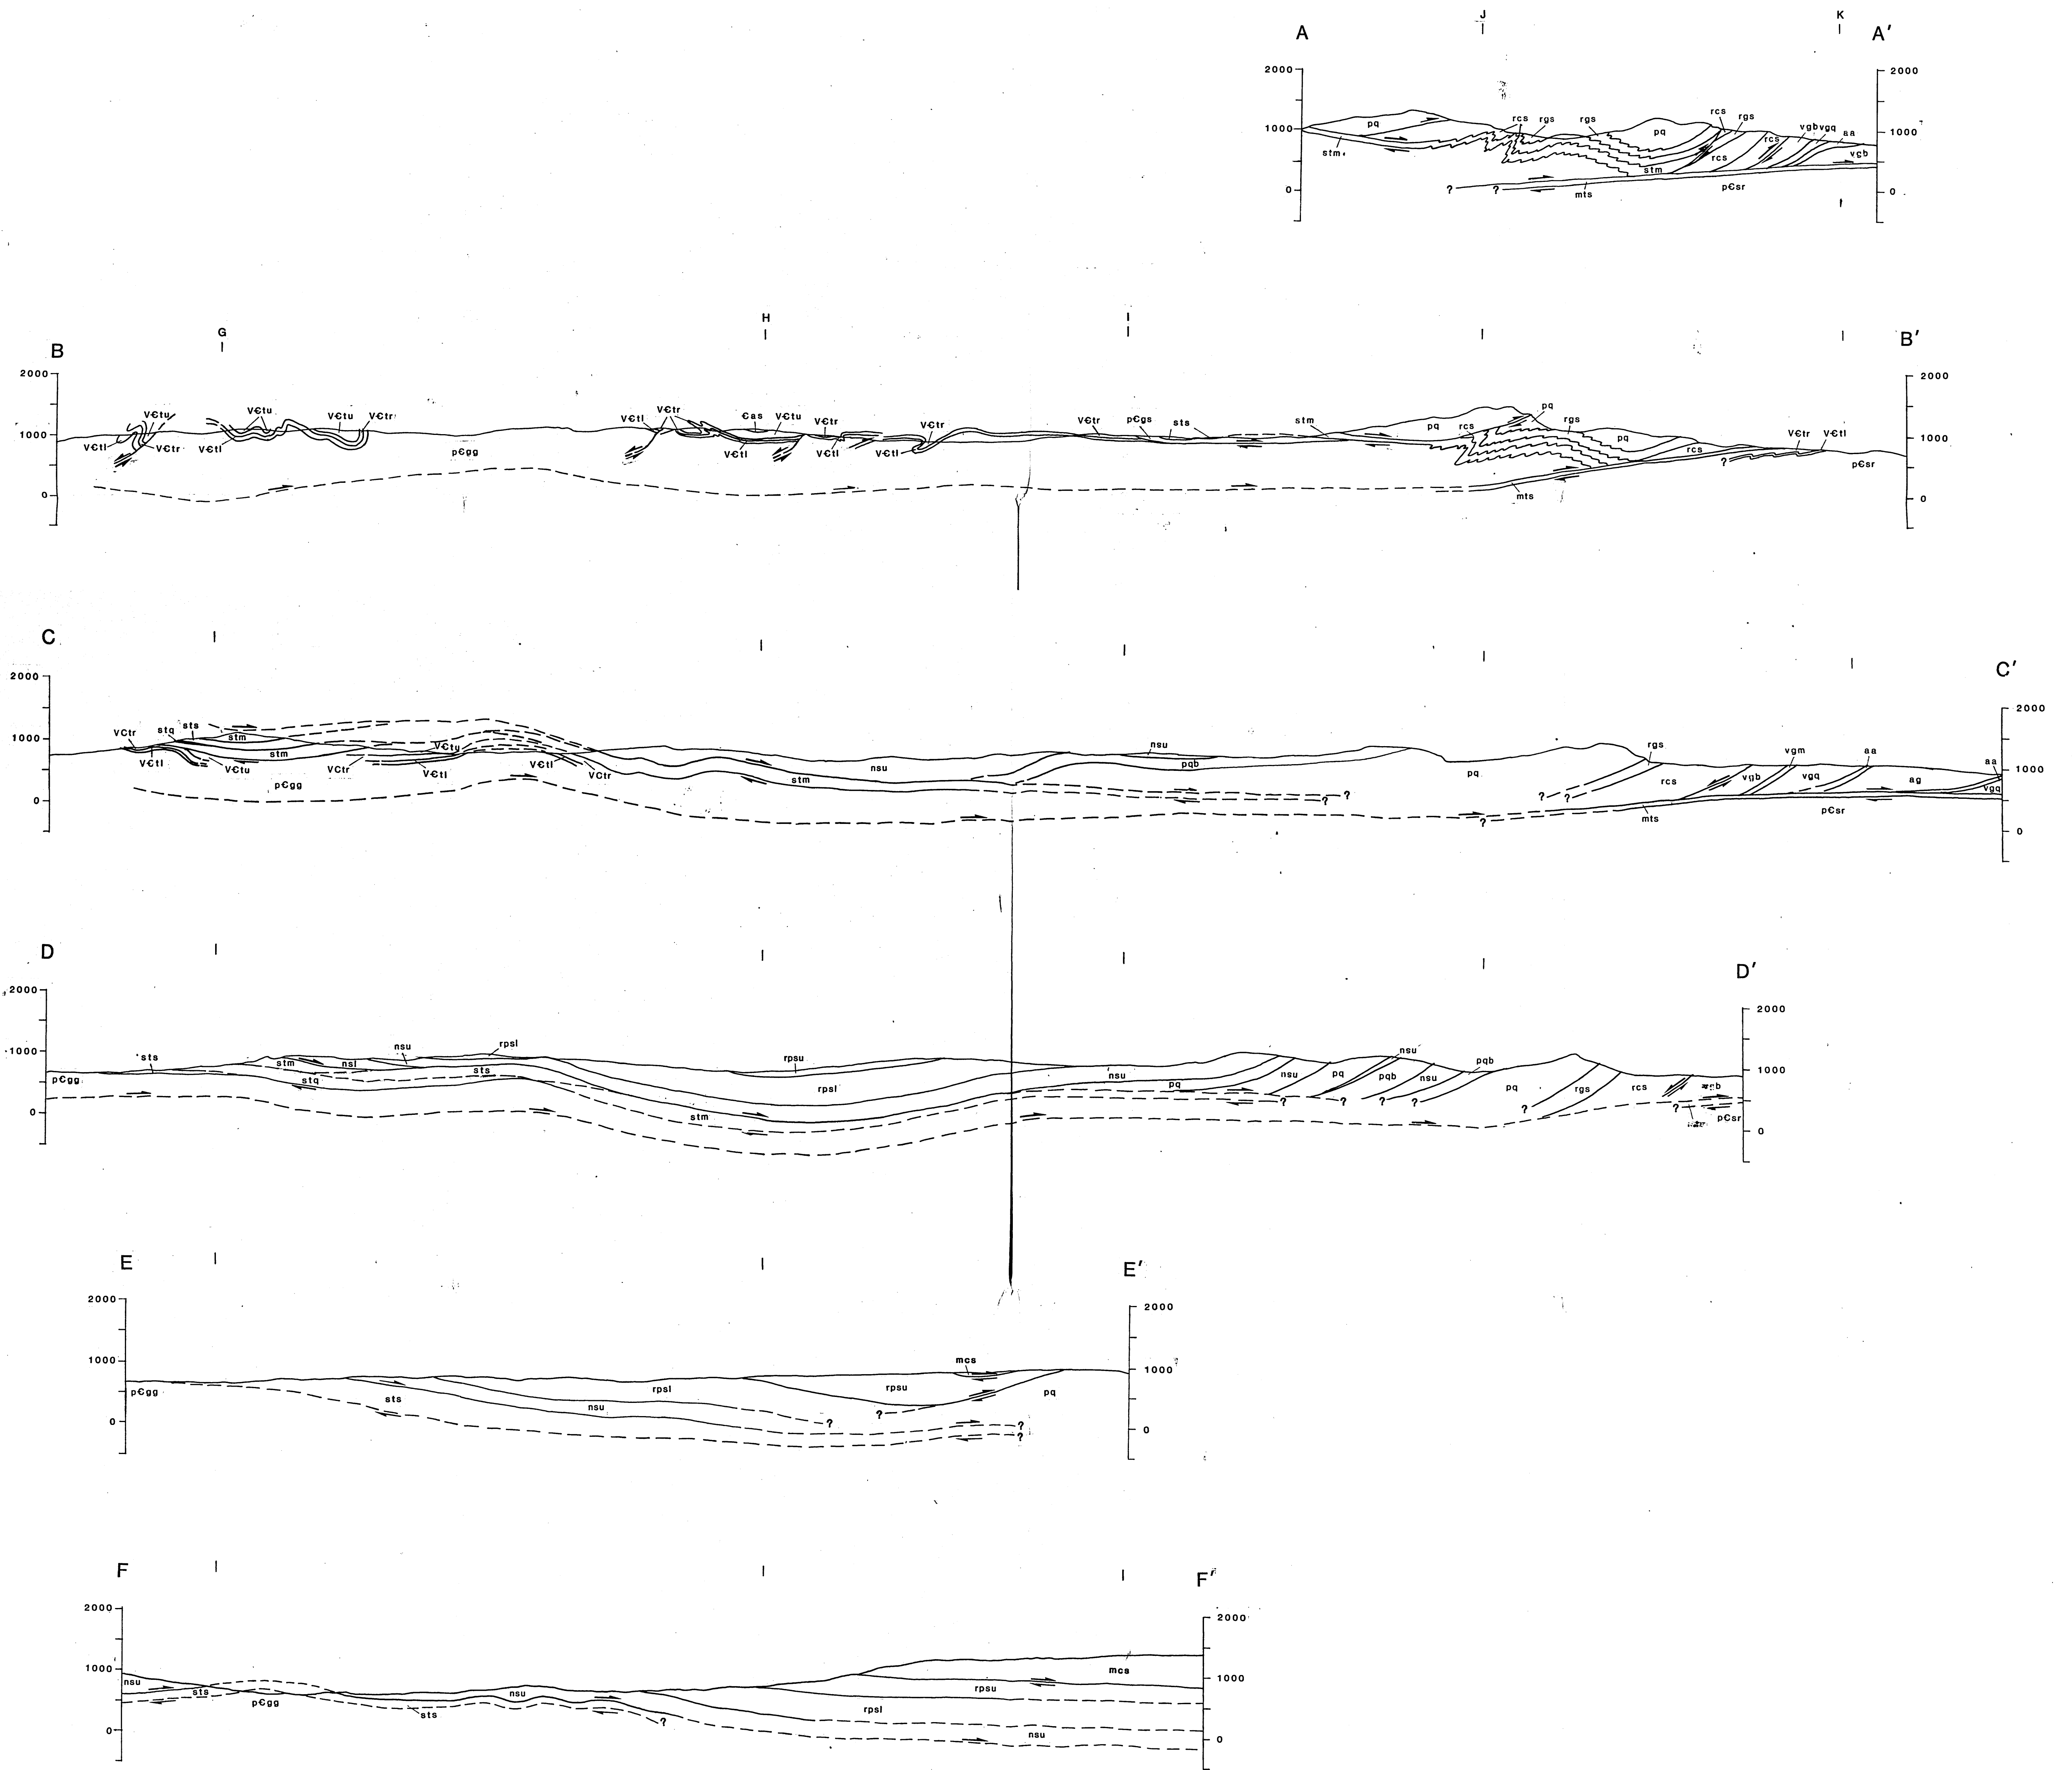 J K
A A′
2000 2000
rcs rgs
pq rcs rgs rgs pq vgb vgq aa
1000 1000
stm rcs rcs vgb
stm
0 ? ? mts p€sr 0
G H I
B B′
2000 2000
V€tu V€tu V€tu V€tr V€tl V€tr €as V€tu V€tr V€tr V€tr p€gs sts stm pq rcs pq rgs pq
1000 1000
V€tl V€tr V€tl p€gg V€tl V€tl V€tl rcs V€tr V€tl
? p€sr
0 mts 0
C C′
2000 2000
V€tr stq sts stm V€tu nsu rgs vgm aa aa
1000 1000
V€tl V€tu stm V€tr V€tl V€tl V€tr nsu pqb pq rcs vgb vgq ag vgq
p€gg stm
0 ? ? ? ? ? mts p€sr 0
D D′
2000 2000
nsu rpsl rpsu nsu pqb
1000 1000
sts stm nsl
p€gg stq sts rpsl nsu pq nsu pq pqb nsu pq rgs rcs
? ? ? ? ? ? p€sr
0 stm 0
E E′
2000 2000
1000 mcs 1000
p€gg rpsl rpsu pq
sts nsu ? ?
0 ? ? 0
F F′
2000 2000
1000 mcs 1000
nsu sts p€gg nsu rpsu
sts ? rpsl
0 nsu 0